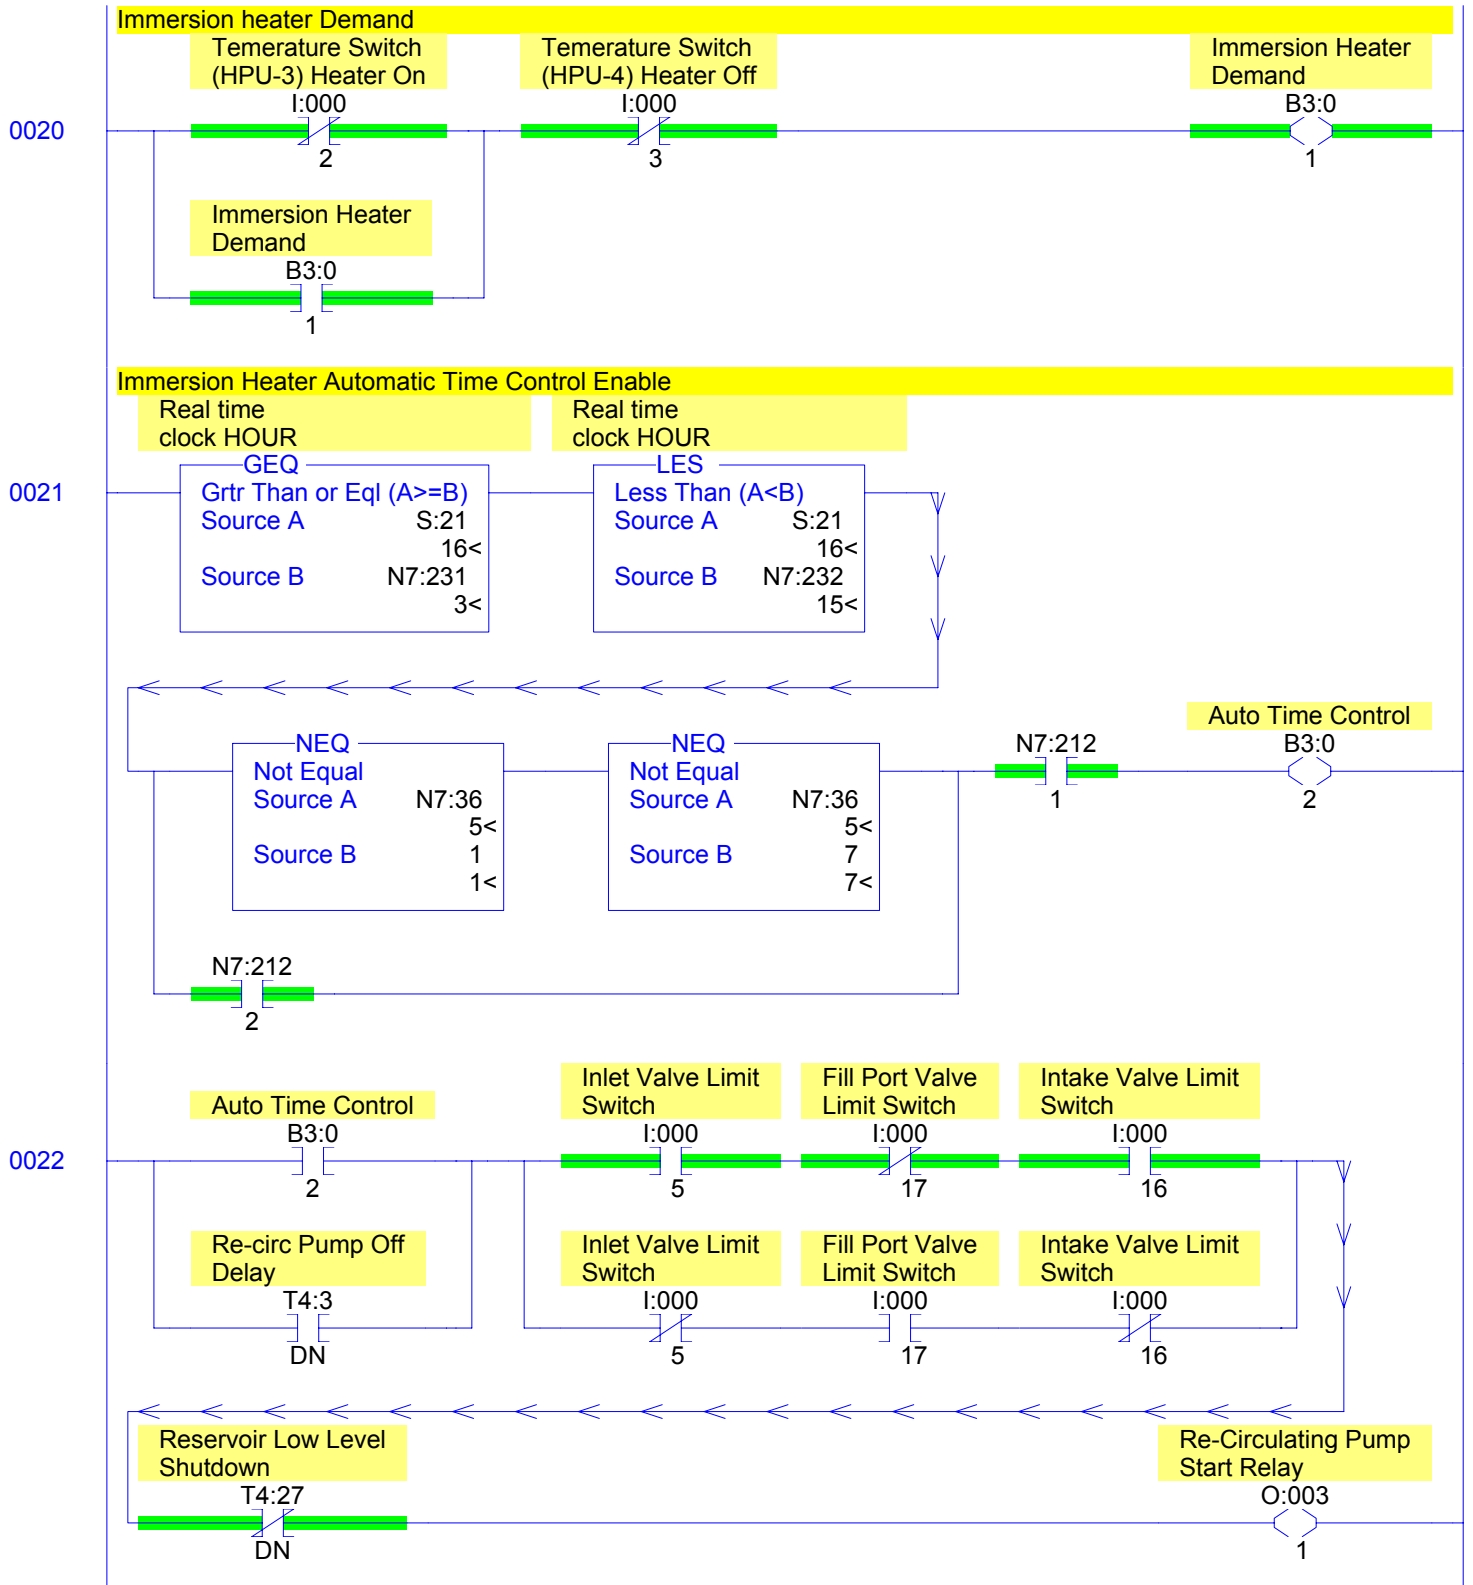 Immersion heater Demand
Temerature Switch
(HPU-3) Heater On
I:000
2
Temerature Switch
(HPU-4) Heater Off
I:000
3
Immersion Heater
Demand
B3:0
1
0020
Immersion Heater
Demand
B3:0
1
Immersion Heater Automatic Time Control Enable
Real time
clock HOUR
Real time
clock HOUR
0021
GEQ
Grtr Than or Eql (A>=B)
Source A S:21
16<
Source B N7:231
3<
LES
Less Than (A<B)
Source A S:21
16<
Source B N7:232
15<
NEQ
Not Equal
Source A N7:36
5<
Source B 1
1<
NEQ
Not Equal
Source A N7:36
5<
Source B 7
7<
N7:212
1
Auto Time Control
B3:0
2
N7:212
2
0022
Auto Time Control
B3:0
2
Inlet Valve Limit
Switch
I:000
5
Fill Port Valve
Limit Switch
I:000
17
Intake Valve Limit
Switch
I:000
16
Re-circ Pump Off
Delay
T4:3
DN
Inlet Valve Limit
Switch
I:000
5
Fill Port Valve
Limit Switch
I:000
17
Intake Valve Limit
Switch
I:000
16
Reservoir Low Level
Shutdown
T4:27
DN
Re-Circulating Pump
Start Relay
O:003
1